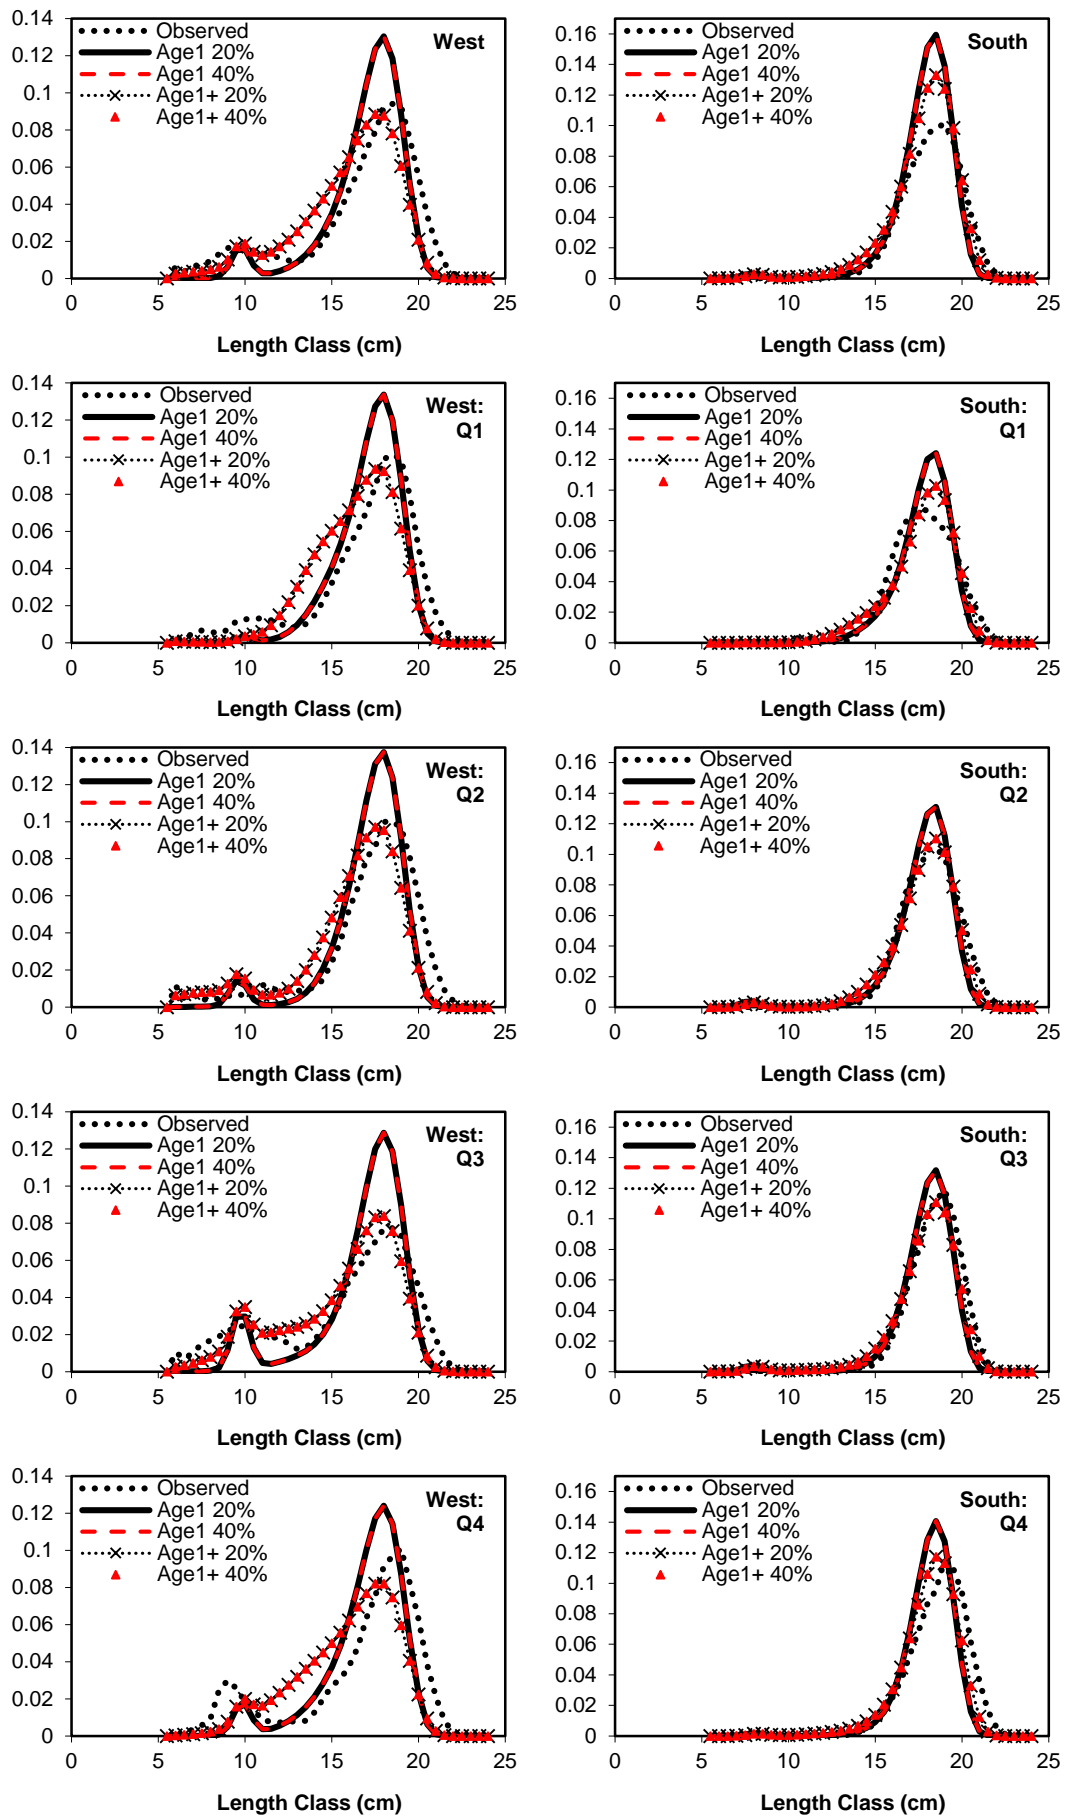 0.14
0.12
0.1
0.08
0.06
0.04
0.02
0
Observed
Age1 20%
Age1 40%
Age1+ 20%
Age1+ 40%
West
0 5 10 15 20 25
Length Class (cm)
0.16
0.14
0.12
0.1
0.08
0.06
0.04
0.02
0
Observed
Age1 20%
Age1 40%
Age1+ 20%
Age1+ 40%
South
0 5 10 15 20 25
Length Class (cm)
0.14
0.12
0.1
0.08
0.06
0.04
0.02
0
Observed
Age1 20%
Age1 40%
Age1+ 20%
Age1+ 40%
West:
Q1
0 5 10 15 20 25
Length Class (cm)
0.16
0.14
0.12
0.1
0.08
0.06
0.04
0.02
0
Observed
Age1 20%
Age1 40%
Age1+ 20%
Age1+ 40%
South:
Q1
0 5 10 15 20 25
Length Class (cm)
0.14
0.12
0.1
0.08
0.06
0.04
0.02
0
Observed
Age1 20%
Age1 40%
Age1+ 20%
Age1+ 40%
West:
Q2
0 5 10 15 20 25
Length Class (cm)
0.16
0.14
0.12
0.1
0.08
0.06
0.04
0.02
0
Observed
Age1 20%
Age1 40%
Age1+ 20%
Age1+ 40%
South:
Q2
0 5 10 15 20 25
Length Class (cm)
0.14
0.12
0.1
0.08
0.06
0.04
0.02
0
Observed
Age1 20%
Age1 40%
Age1+ 20%
Age1+ 40%
West:
Q3
0 5 10 15 20 25
Length Class (cm)
0.16
0.14
0.12
0.1
0.08
0.06
0.04
0.02
0
Observed
Age1 20%
Age1 40%
Age1+ 20%
Age1+ 40%
South:
Q3
0 5 10 15 20 25
Length Class (cm)
0.14
0.12
0.1
0.08
0.06
0.04
0.02
0
Observed
Age1 20%
Age1 40%
Age1+ 20%
Age1+ 40%
West:
Q4
0 5 10 15 20 25
Length Class (cm)
0.16
0.14
0.12
0.1
0.08
0.06
0.04
0.02
0
Observed
Age1 20%
Age1 40%
Age1+ 20%
Age1+ 40%
South:
Q4
0 5 10 15 20 25
Length Class (cm)